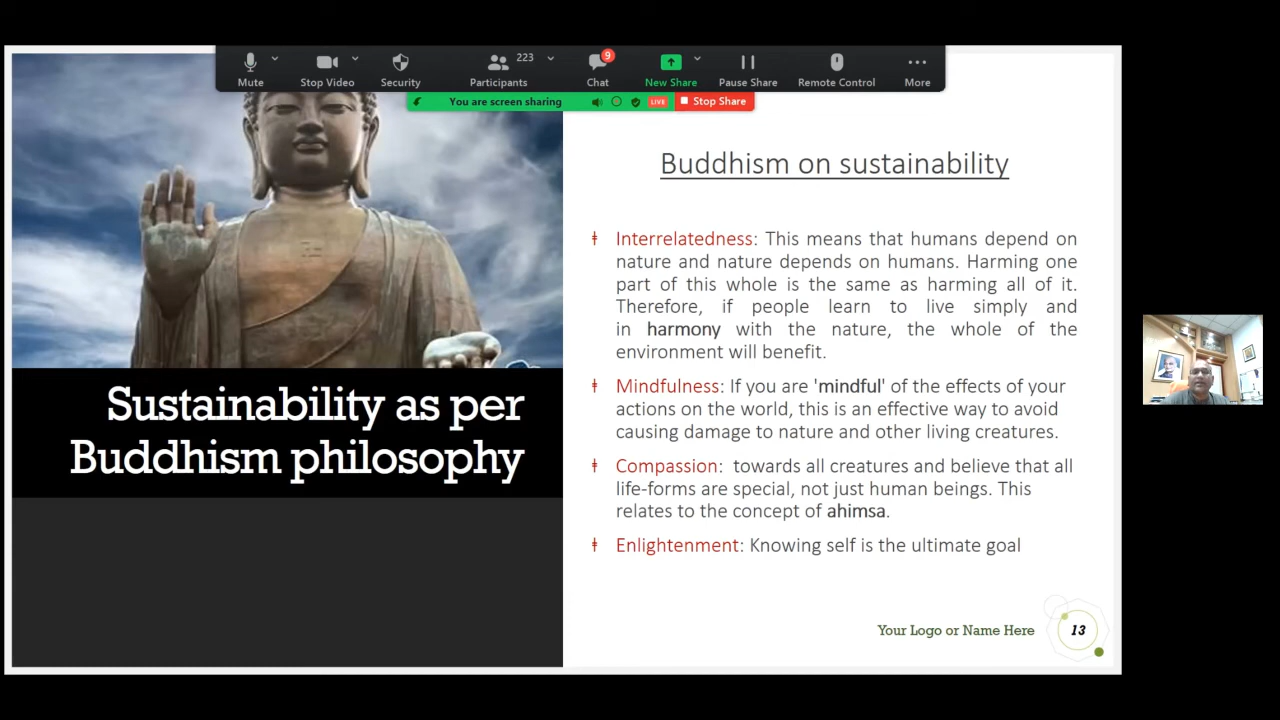 223
9
Mute
Stop Video
Security
Participants
Chat
New Share
Pause Share
Remote Control
More
You are screen sharing
LIVE
Stop Share
Sustainability as per
Buddhism philosophy
Buddhism on sustainability
Interrelatedness: This means that humans depend on
nature and nature depends on humans. Harming one
part of this whole is the same as harming all of it.
Therefore, if people learn to live simply and
in harmony with the nature, the whole of the
environment will benefit.
Mindfulness: If you are 'mindful' of the effects of your
actions on the world, this is an effective way to avoid
causing damage to nature and other living creatures.
Compassion: towards all creatures and believe that all
life-forms are special, not just human beings. This
relates to the concept of ahimsa.
Enlightenment: Knowing self is the ultimate goal
Your Logo or Name Here
13